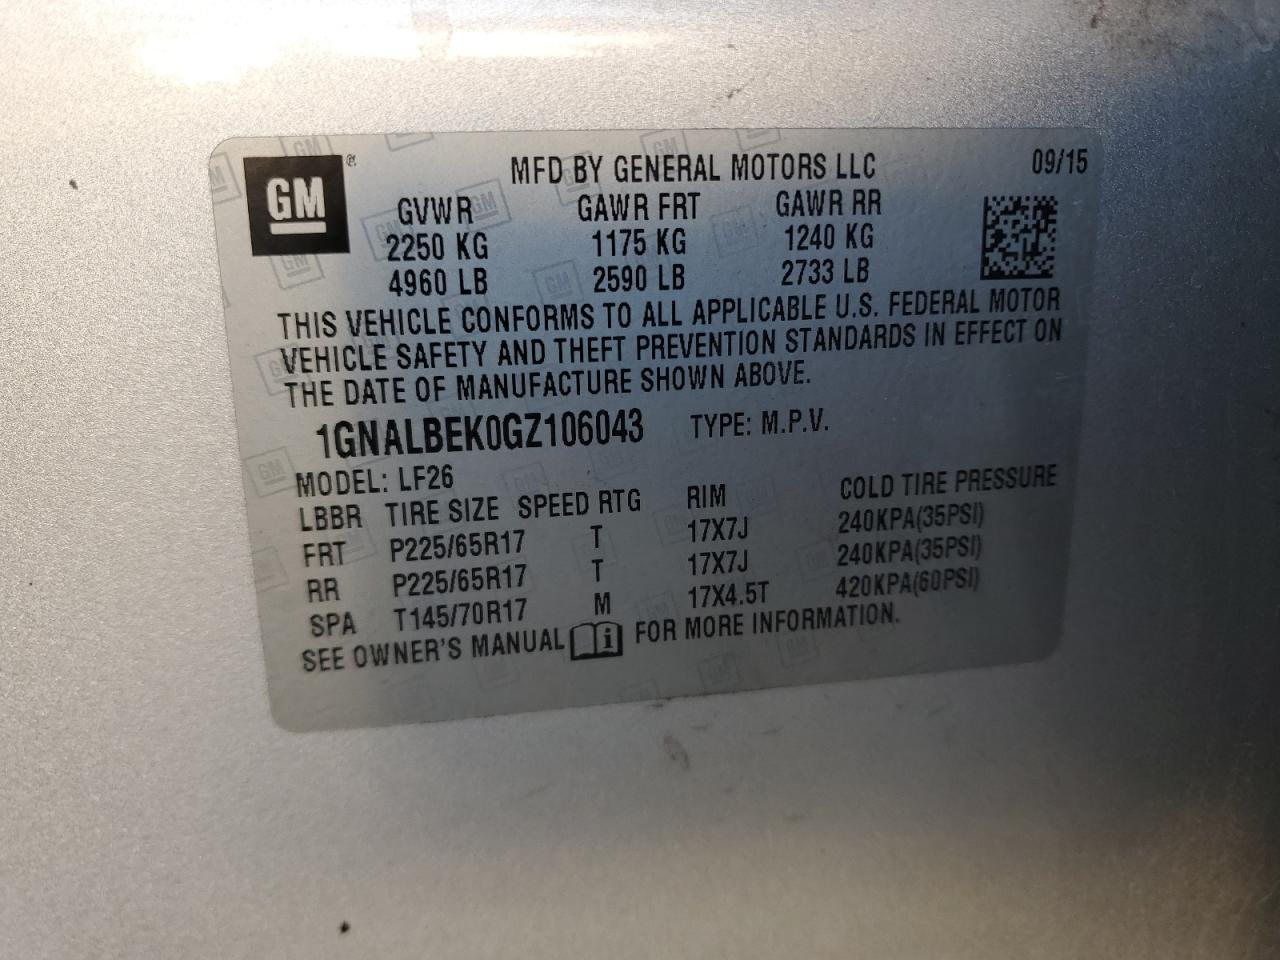 GM ® MFD BY GENERAL MOTORS LLC 09/15
GVWR GAWR FRT GAWR RR
2250 KG 1175 KG 1240 KG
4960 LB 2590 LB 2733 LB
THIS VEHICLE CONFORMS TO ALL APPLICABLE U.S. FEDERAL MOTOR
VEHICLE SAFETY AND THEFT PREVENTION STANDARDS IN EFFECT ON
THE DATE OF MANUFACTURE SHOWN ABOVE.
1GNALBEK0GZ106043 TYPE: M.P.V.
MODEL: LF26
LBBR TIRE SIZE SPEED RTG RIM COLD TIRE PRESSURE
FRT P225/65R17 T 17X7J 240KPA(35PSI)
RR P225/65R17 T 17X7J 240KPA(35PSI)
SPA T145/70R17 M 17X4.5T 420KPA(60PSI)
SEE OWNER'S MANUAL i FOR MORE INFORMATION.